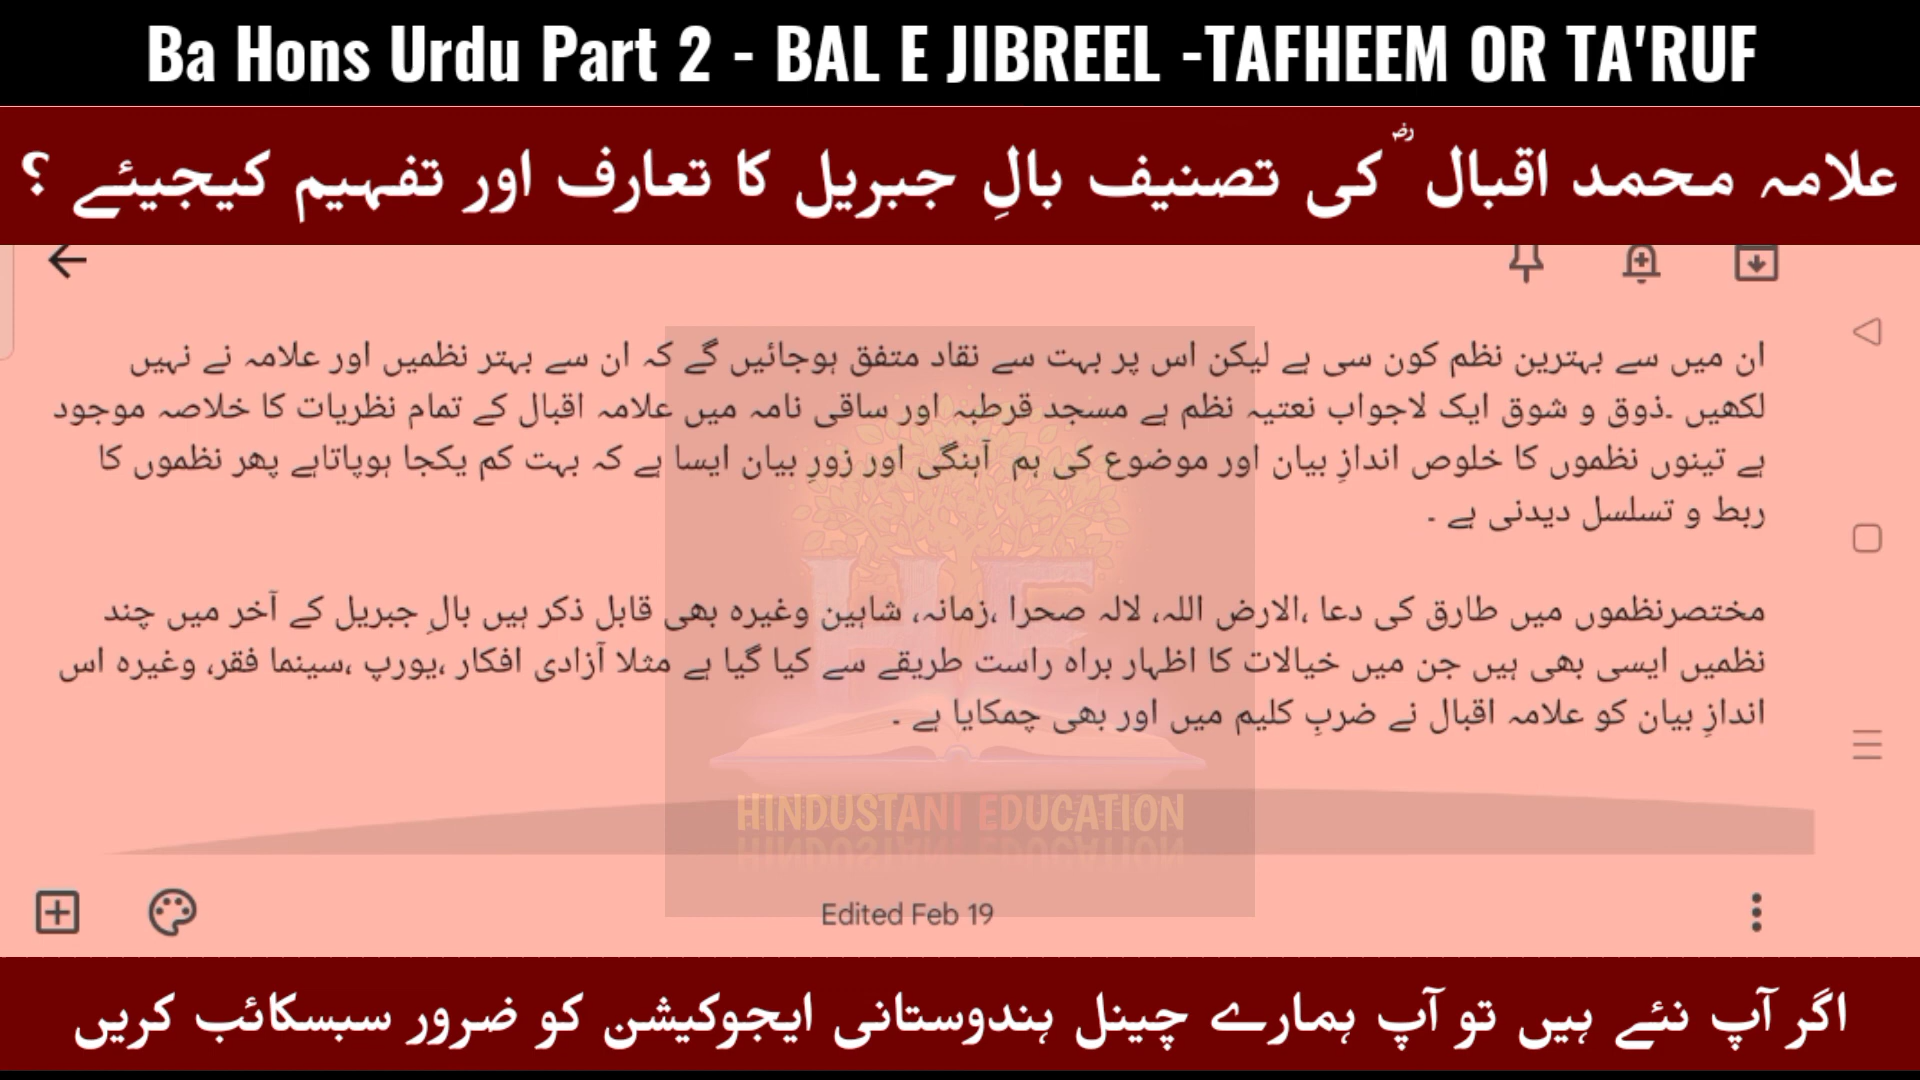 Ba Hons Urdu Part 2 - BAL E JIBREEL -TAFHEEM OR TA'RUF
علامہ محمد اقبال ؓ کی تصنیف بالِ جبریل کا تعارف اور تفہیم کیجیئے ؟
ان میں سے بہترین نظم کون سی ہے لیکن اس پر بہت سے نقاد متفق ہوجائیں گے کہ ان سے بہتر نظمیں اور علامہ نے نہیں
لکھیں ۔ذوق و شوق ایک لاجواب نعتیہ نظم ہے مسجد قرطبہ اور ساقی نامہ میں علامہ اقبال کے تمام نظریات کا خلاصہ موجود
ہے تینوں نظموں کا خلوص اندازِ بیان اور موضوع کی ہم آہنگی اور زورِ بیان ایسا ہے کہ بہت کم یکجا ہوپاتاہے پھر نظموں کا
ربط و تسلسل دیدنی ہے ۔
مختصرنظموں میں طارق کی دعا ،الارض اللہ، لالہ صحرا ،زمانہ، شاہین وغیرہ بھی قابل ذکر ہیں بالِ جبریل کے آخر میں چند
نظمیں ایسی بھی ہیں جن میں خیالات کا اظہار براہ راست طریقے سے کیا گیا ہے مثلا آزادی افکار ،یورپ ،سینما فقر، وغیرہ اس
اندازِ بیان کو علامہ اقبال نے ضربِ کلیم میں اور بھی چمکایا ہے ۔
HE
HINDUSTANI EDUCATION
Edited Feb 19
اگر آپ نئے ہیں تو آپ ہمارے چینل ہندوستانی ایجوکیشن کو ضرور سبسکائب کریں